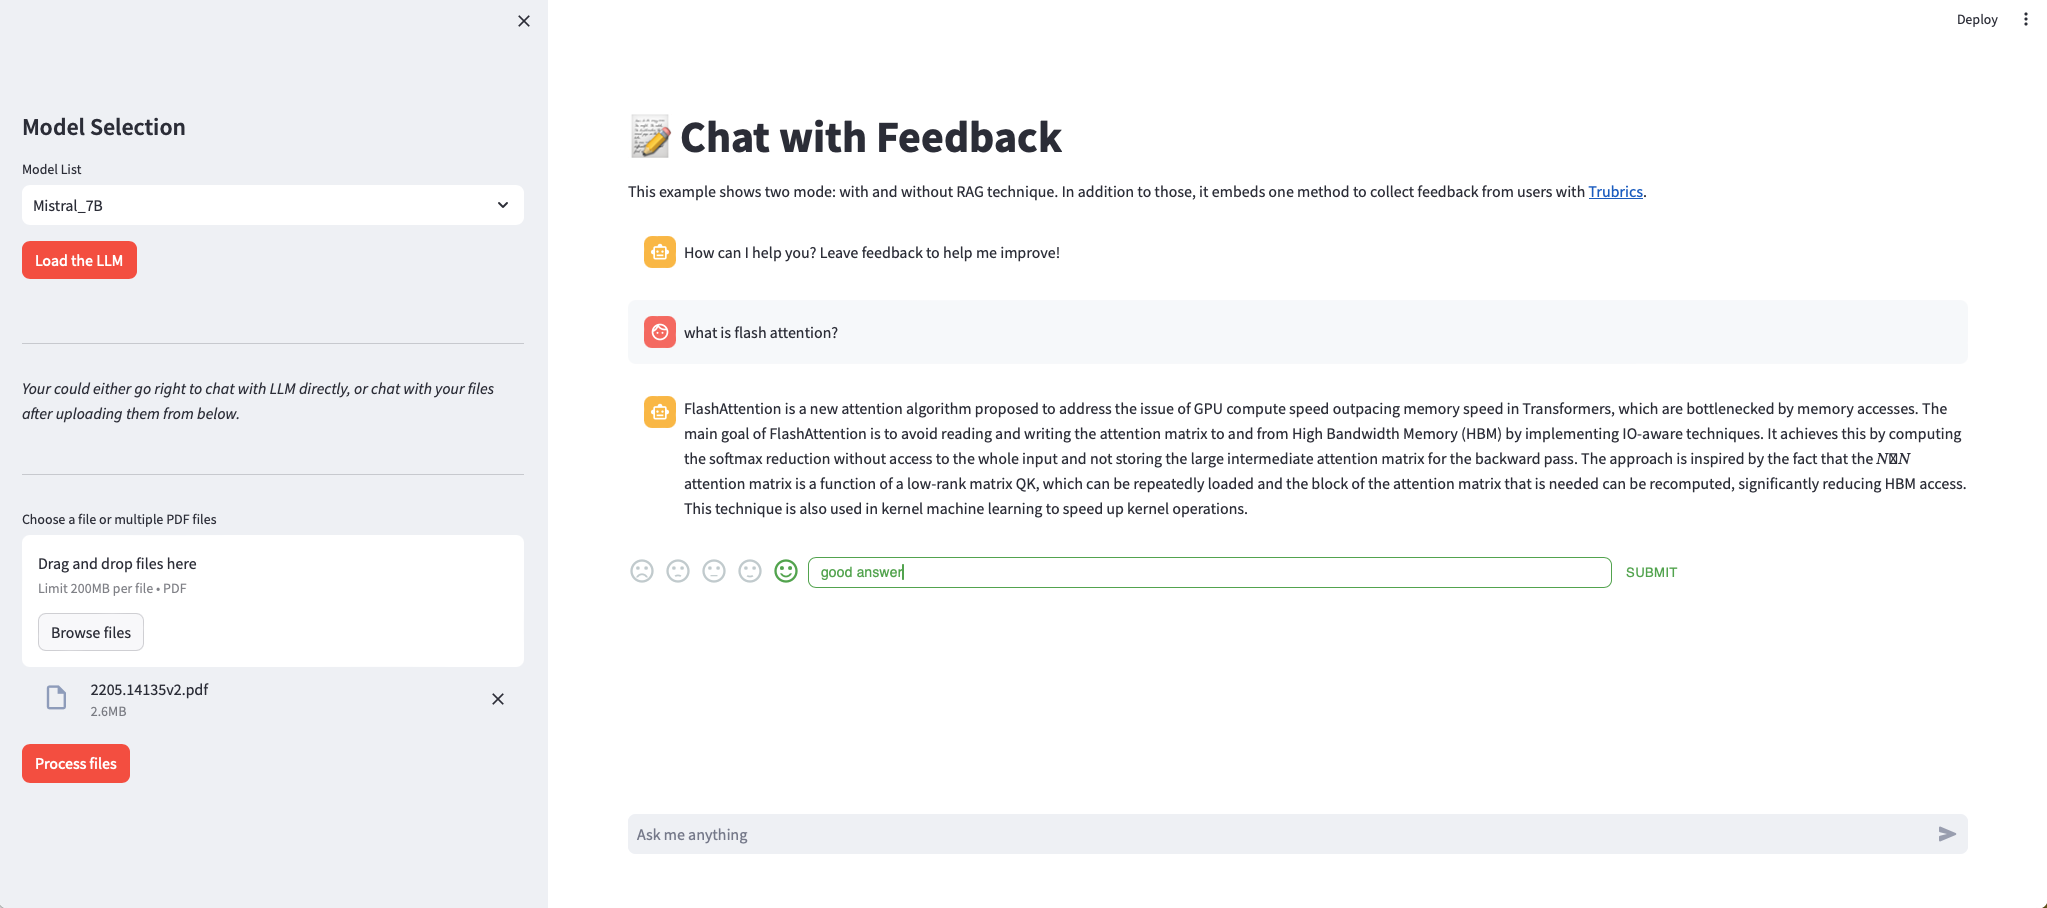 Deploy
Model Selection
Model List
Mistral_7B
Load the LLM
Your could either go right to chat with LLM directly, or chat with your files
after uploading them from below.
Choose a file or multiple PDF files
Drag and drop files here
Limit 200MB per file • PDF
Browse files
2205.14135v2.pdf
2.6MB
Process files
Chat with Feedback
This example shows two mode: with and without RAG technique. In addition to those, it embeds one method to collect feedback from users with Trubrics.
How can I help you? Leave feedback to help me improve!
what is flash attention?
FlashAttention is a new attention algorithm proposed to address the issue of GPU compute speed outpacing memory speed in Transformers, which are bottlenecked by memory accesses. The
main goal of FlashAttention is to avoid reading and writing the attention matrix to and from High Bandwidth Memory (HBM) by implementing IO-aware techniques. It achieves this by computing
the softmax reduction without access to the whole input and not storing the large intermediate attention matrix for the backward pass. The approach is inspired by the fact that the
attention matrix is a function of a low-rank matrix QK, which can be repeatedly loaded and the block of the attention matrix that is needed can be recomputed, significantly reducing HBM access.
This technique is also used in kernel machine learning to speed up kernel operations.
good answer
SUBMIT
Ask me anything